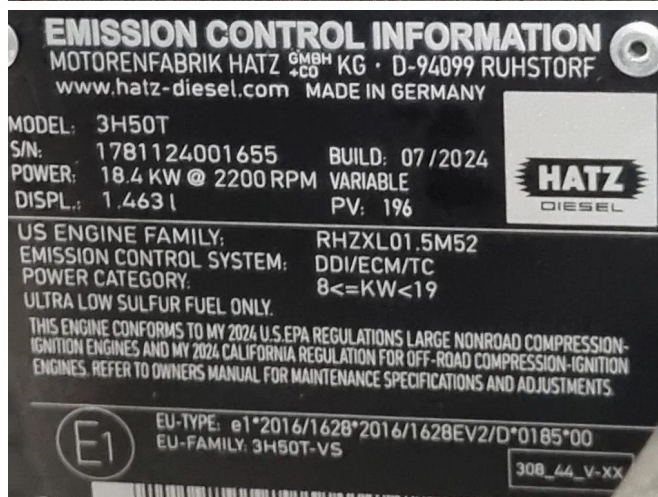 EMISSION CONTROL INFORMATION
MOTORENFABRIK HATZ GMBH +CO KG · D-94099 RUHSTORF
www.hatz-diesel.com MADE IN GERMANY
MODEL: 3H50T
S/N: 1781124001655 BUILD: 07/2024
POWER: 18.4 KW @ 2200 RPM VARIABLE
DISPL.: 1.463 l PV: 196
HATZ
DIESEL
US ENGINE FAMILY: RHZXL01.5M52
EMISSION CONTROL SYSTEM: DDI/ECM/TC
POWER CATEGORY: 8<=KW<19
ULTRA LOW SULFUR FUEL ONLY.
THIS ENGINE CONFORMS TO MY 2024 U.S.EPA REGULATIONS LARGE NONROAD COMPRESSION-
IGNITION ENGINES AND MY 2024 CALIFORNIA REGULATION FOR OFF-ROAD COMPRESSION-IGNITION
ENGINES. REFER TO OWNERS MANUAL FOR MAINTENANCE SPECIFICATIONS AND ADJUSTMENTS.
E1
EU-TYPE: e1*2016/1628*2016/1628EV2/D*0185*00
EU-FAMILY: 3H50T-VS
308_44_V-XX